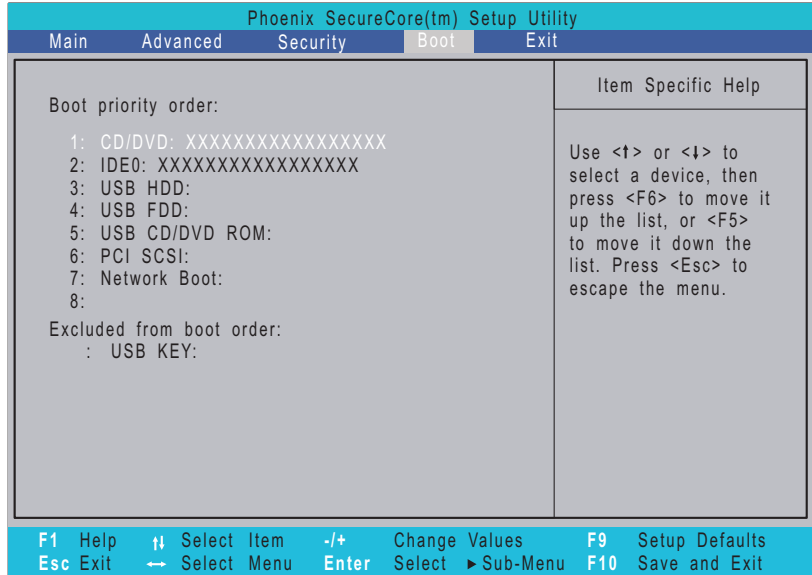 Phoenix SecureCore(tm) Setup Utility
Main Advanced Security Boot Exit
Boot priority order:
1: CD/DVD: XXXXXXXXXXXXXXXXXX
2: IDE0: XXXXXXXXXXXXXXXXXX
3: USB HDD:
4: USB FDD:
5: USB CD/DVD ROM:
6: PCI SCSI:
7: Network Boot:
8:
Excluded from boot order:
: USB KEY:
Item Specific Help
Use <↑> or <↓> to
select a device, then
press <F6> to move it
up the list, or <F5>
to move it down the
list. Press <Esc> to
escape the menu.
F1 Help ↑↓ Select Item -/+ Change Values F9 Setup Defaults
Esc Exit ↔ Select Menu Enter Select ▶ Sub-Menu F10 Save and Exit